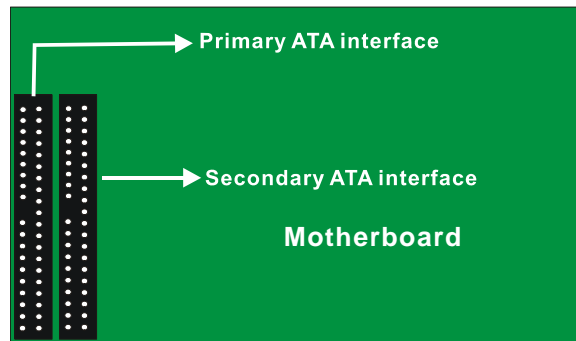 Primary ATA interface
Secondary ATA interface
Motherboard